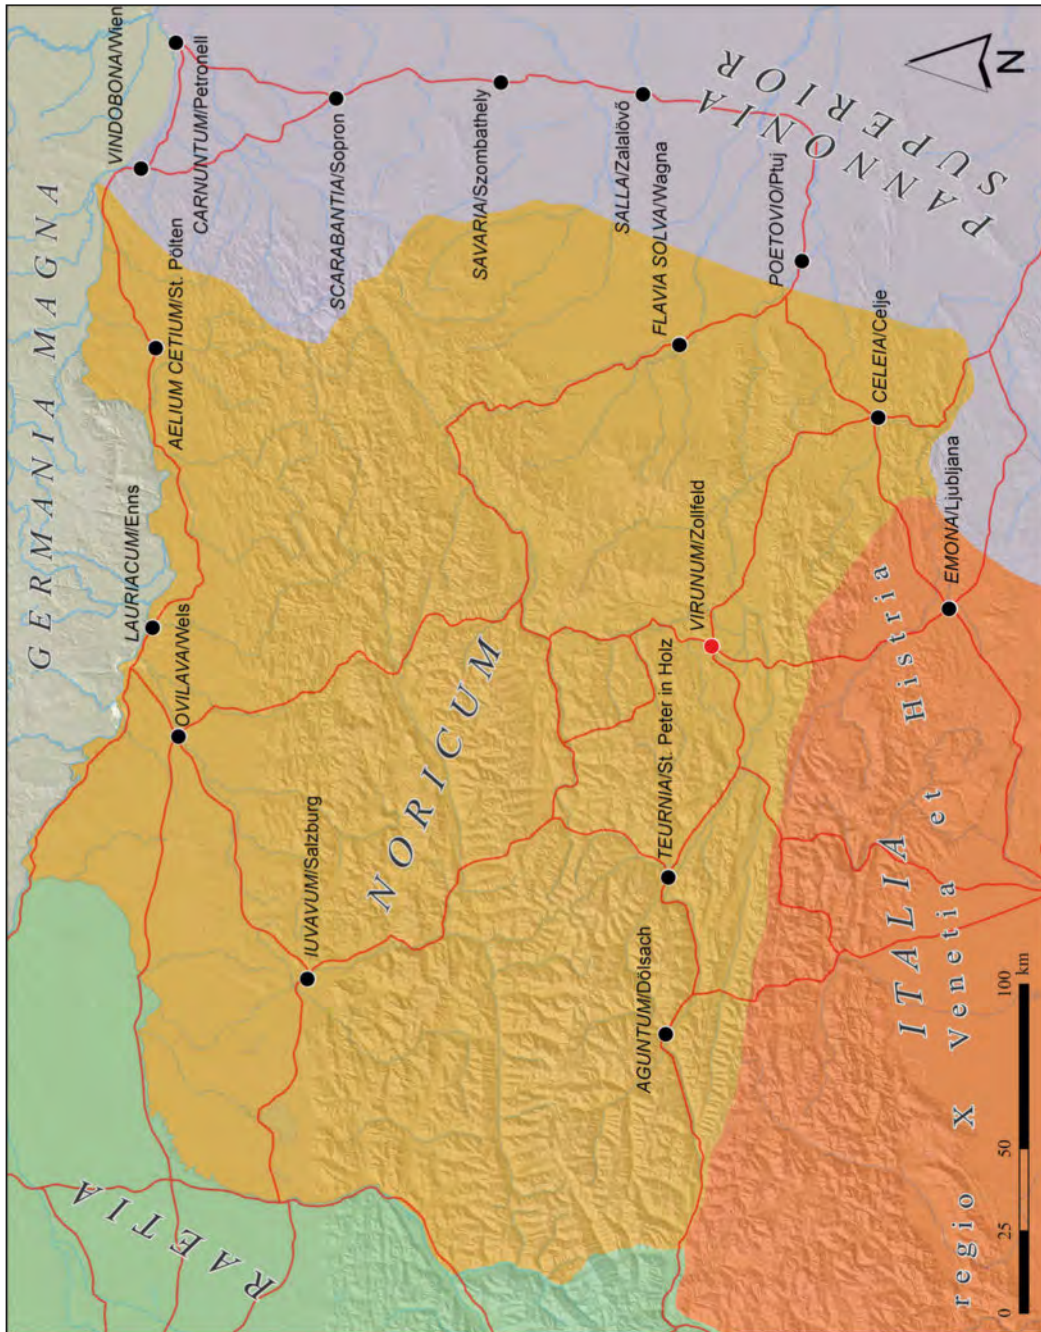 GERMANIA MAGNA
VINDOBONA/Wien
CARNUNTUM/Petronell
AELIUM CETIUM/St. Pölten
LAURIACUM/Enns
OVILAVA/Wels
SCARABANTIA/Sopron
IUVAVUM/Salzburg
RAETIA
NORICUM
SAVARIA/Szombathely
SALLA/Zalalövő
FLAVIA SOLVA/Wagna
PANNONIA
SUPERIOR
POETOVIO/Ptuj
VIRUNUM/Zollfeld
TEURNIA/St. Peter in Holz
AGUNTUM/Dölsach
CELEIA/Celje
EMONA/Ljubljana
ITALIA
regio X Venetia et Histria
0 25 50 100
km
N